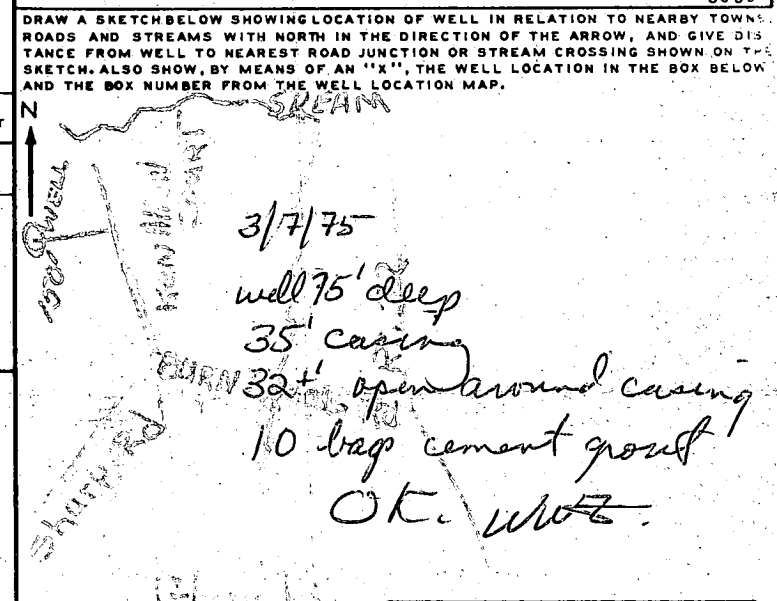 DRAW A SKETCH BELOW SHOWING LOCATION OF WELL IN RELATION TO NEARBY TOWNS,
ROADS AND STREAMS WITH NORTH IN THE DIRECTION OF THE ARROW, AND GIVE DIS
TANCE FROM WELL TO NEAREST ROAD JUNCTION OR STREAM CROSSING SHOWN ON THE
SKETCH. ALSO SHOW, BY MEANS OF AN "X", THE WELL LOCATION IN THE BOX BELOW
AND THE BOX NUMBER FROM THE WELL LOCATION MAP.
N
STREAM
3/7/75
well 75' deep
35' casing
32+' open around casing
10 bags cement grout
OK.
Sharp Rd
Rd